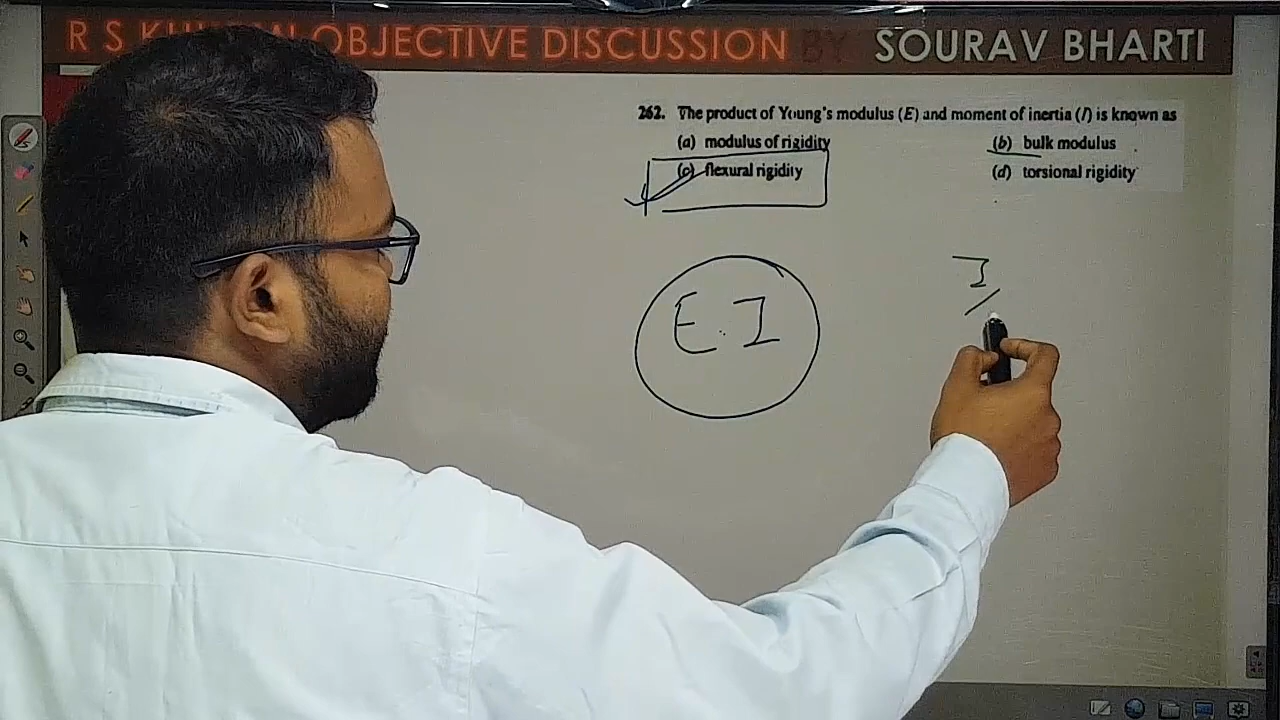 R S OBJECTIVE DISCUSSION BY SOURAV BHARTI
262. The product of Young's modulus (E) and moment of inertia (I) is known as
(a) modulus of rigidity (b) bulk modulus
(c) flexural rigidity (d) torsional rigidity
E.I
I